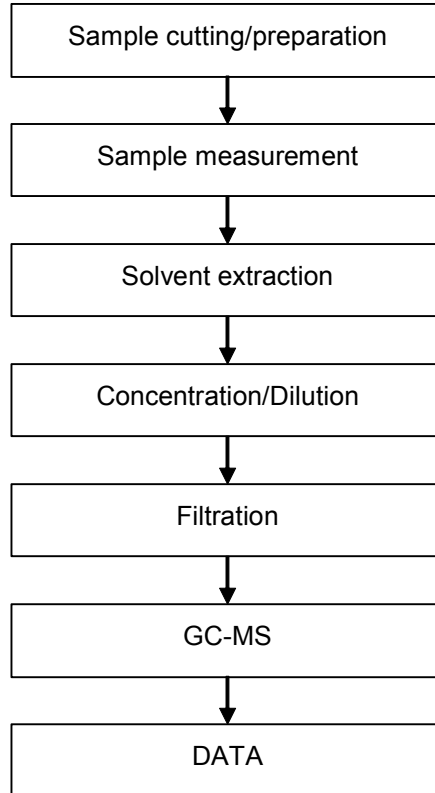 Sample cutting/preparation
Sample measurement
Solvent extraction
Concentration/Dilution
Filtration
GC-MS
DATA